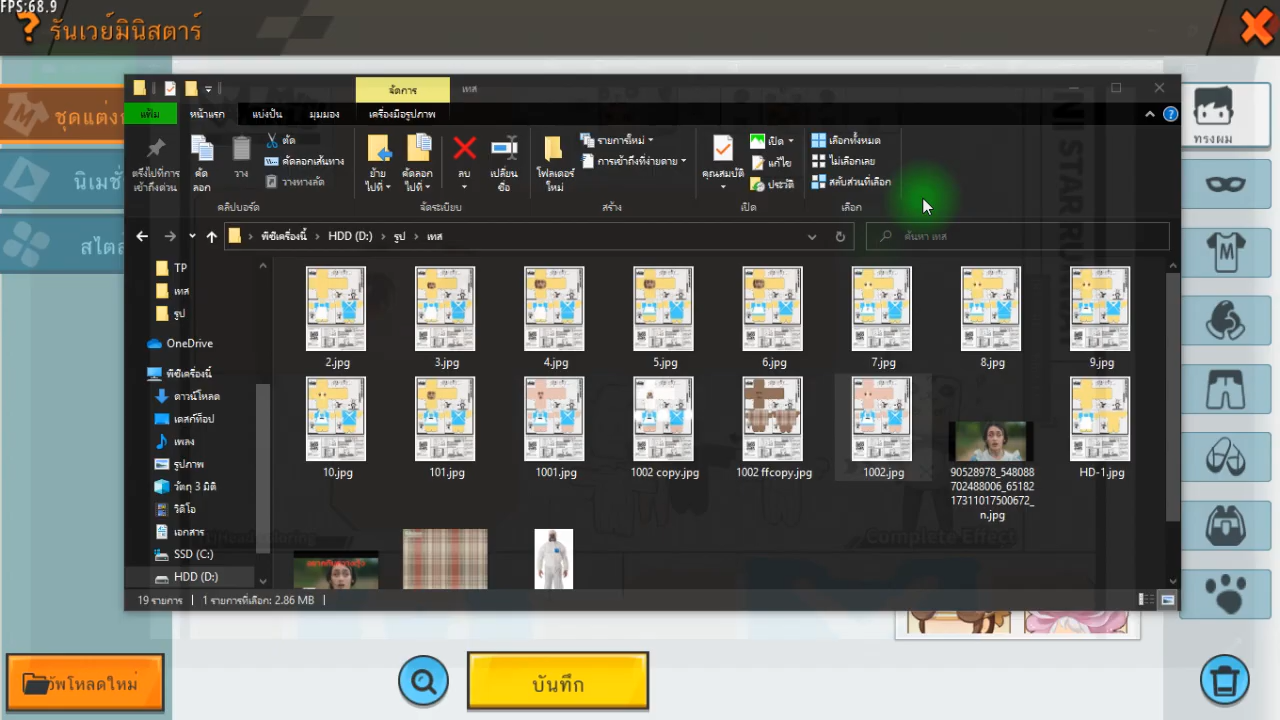 FPS:68.9
รันเวย์มินิสตาร์
จัดการ
เทส
แฟ้ม
หน้าแรก
แบ่งปัน
มุมมอง
เครื่องมือรูปภาพ
ตรึงไปที่การเข้าถึงด่วน
คัดลอก
วาง
ตัด
คัดลอกเส้นทาง
วางทางลัด
คลิปบอร์ด
ย้ายไปที่
คัดลอกไปที่
ลบ
เปลี่ยนชื่อ
จัดระเบียบ
โฟลเดอร์ใหม่
รายการใหม่
การเข้าถึงที่ง่ายดาย
สร้าง
คุณสมบัติ
เปิด
แก้ไข
ประวัติ
เปิด
เลือกทั้งหมด
ไม่เลือกเลย
สลับส่วนที่เลือก
เลือก
พีซีเครื่องนี้ > HDD (D:) > รูป > เทส
ค้นหา เทส
TP
เทส
รูป
OneDrive
พีซีเครื่องนี้
ดาวน์โหลด
เดสก์ท็อป
เพลง
รูปภาพ
วัตถุ 3 มิติ
วิดีโอ
เอกสาร
SSD (C:)
HDD (D:)
2.jpg
3.jpg
4.jpg
5.jpg
6.jpg
7.jpg
8.jpg
9.jpg
10.jpg
101.jpg
1001.jpg
1002 copy.jpg
1002 ffcopy.jpg
1002.jpg
90528978_548088
702488006_65182
17311017500672_
n.jpg
HD-1.jpg
Complete Effect
19 รายการ
1 รายการที่เลือก: 2.86 MB
ชุดแต่ง
นิเมชั่
สไตล์
MINI STAR RUNWAY
ทรงผม
อัพโหลดใหม่
บันทึก